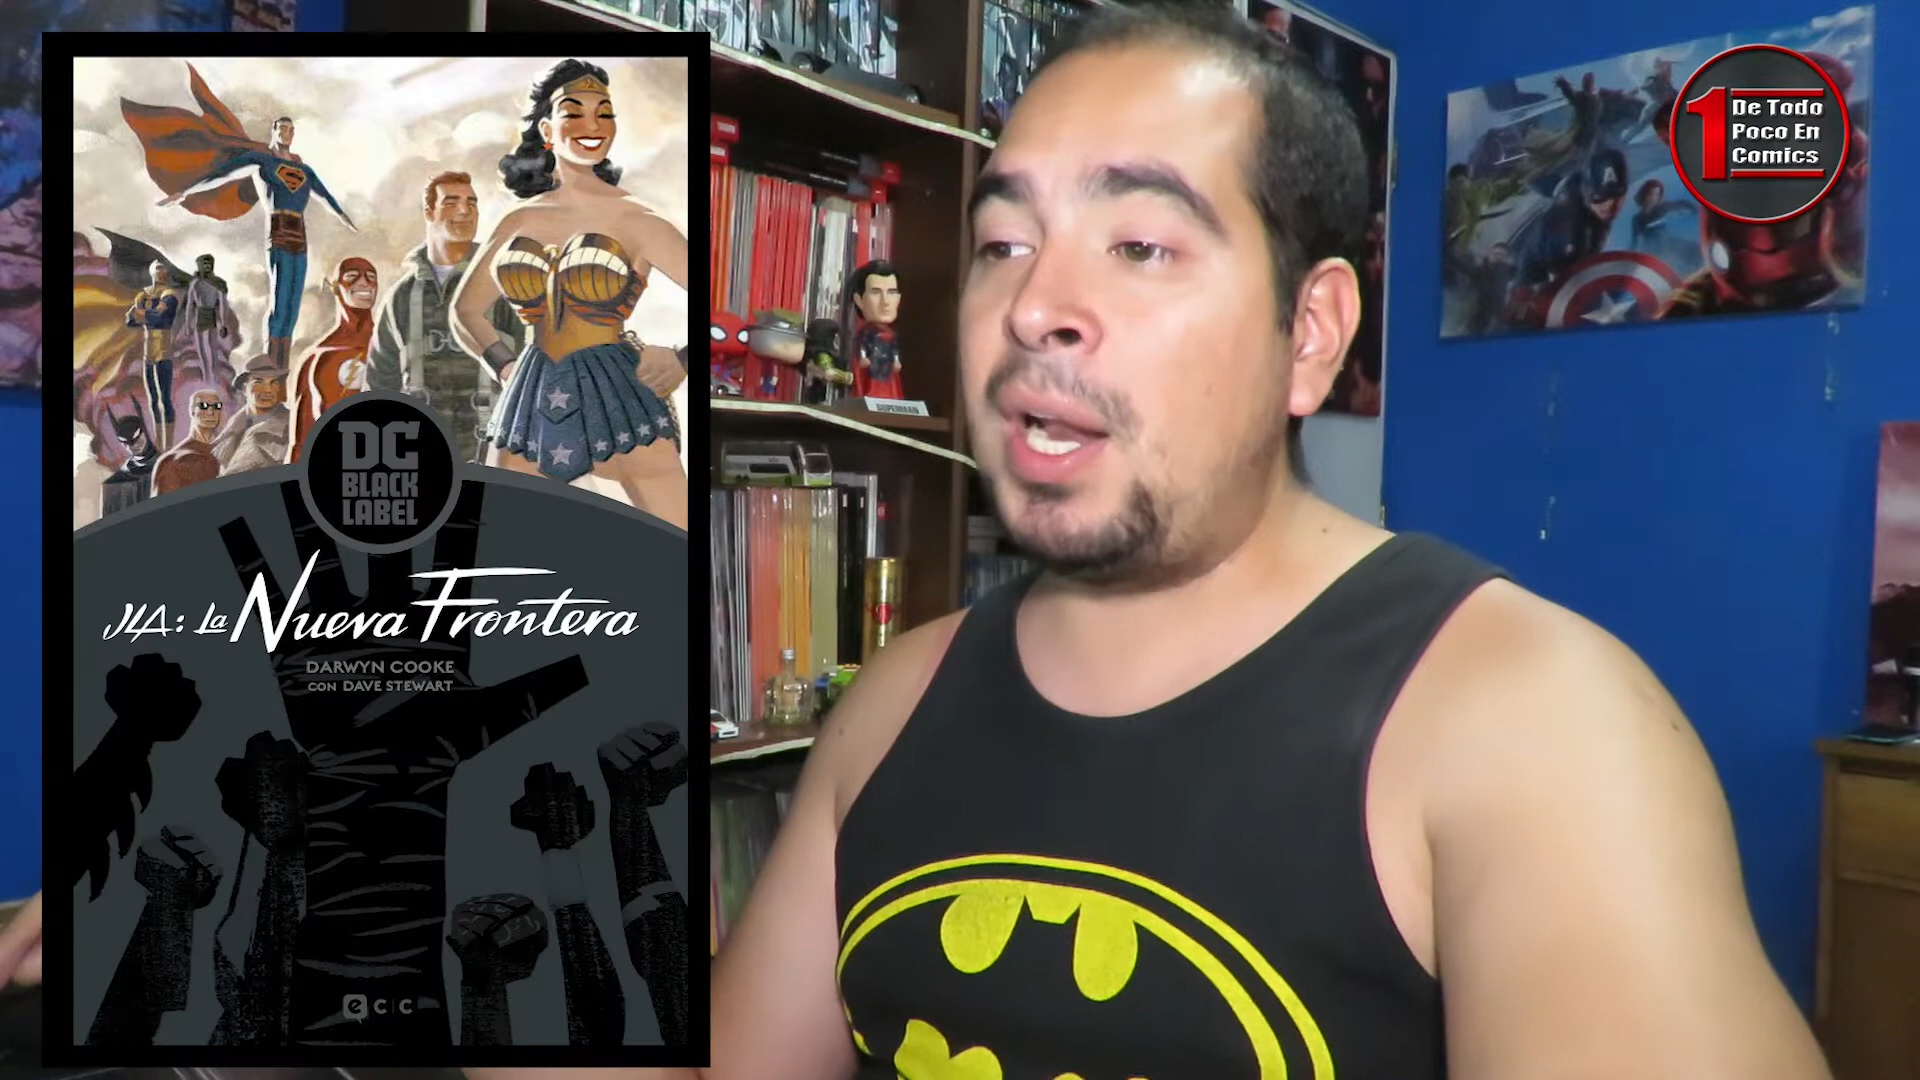 DC
BLACK
LABEL
JLA: La Nueva Frontera
DARWYN COOKE
CON DAVE STEWART
ecc
SUPERMAN
1 De Todo
Poco En
Comics